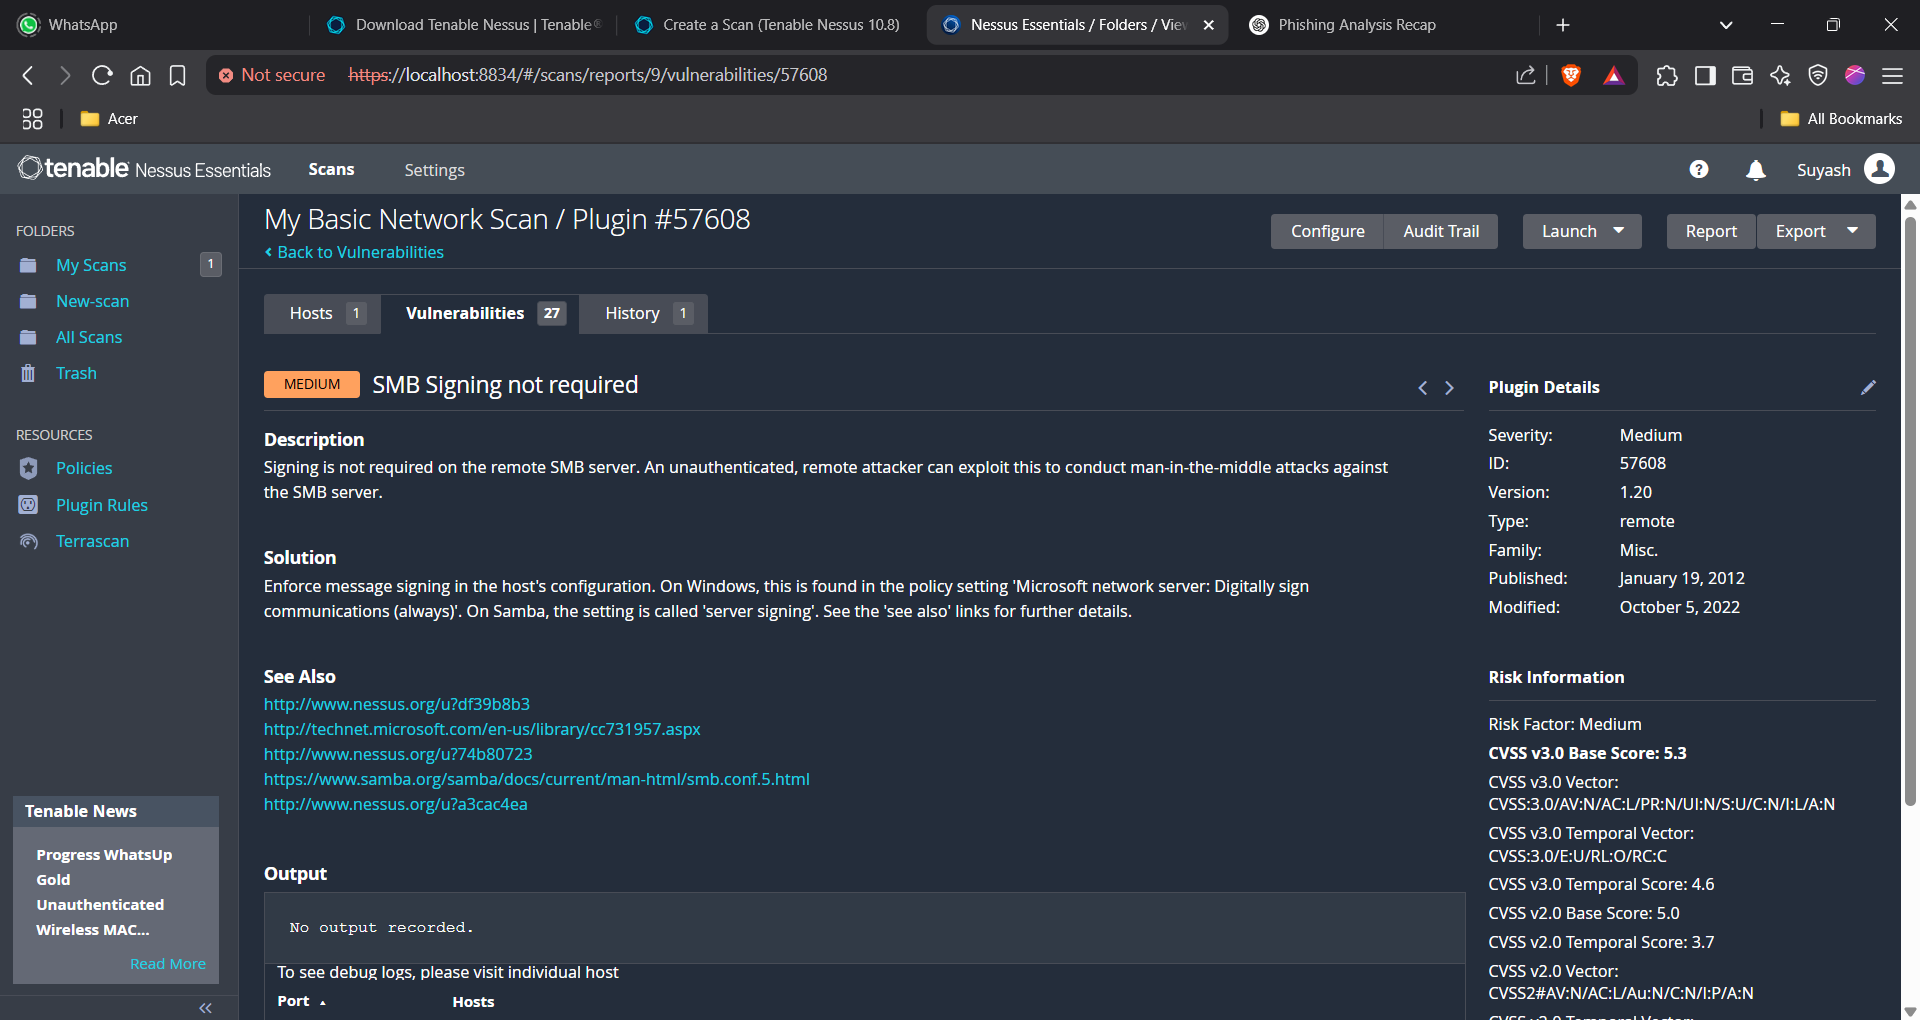 WhatsApp
Download Tenable Nessus | Tenable®
Create a Scan (Tenable Nessus 10.8)
Nessus Essentials / Folders / View
Phishing Analysis Recap
Not secure https://localhost:8834/#/scans/reports/9/vulnerabilities/57608
Acer
All Bookmarks
tenable Nessus Essentials
Scans
Settings
?
Suyash
FOLDERS
My Scans 1
New-scan
All Scans
Trash
RESOURCES
Policies
Plugin Rules
Terrascan
Tenable News
Progress WhatsUp
Gold
Unauthenticated
Wireless MAC...
Read More
My Basic Network Scan / Plugin #57608
Back to Vulnerabilities
Configure
Audit Trail
Launch
Report
Export
Hosts 1
Vulnerabilities 27
History 1
MEDIUM SMB Signing not required
Description
Signing is not required on the remote SMB server. An unauthenticated, remote attacker can exploit this to conduct man-in-the-middle attacks against
the SMB server.
Solution
Enforce message signing in the host's configuration. On Windows, this is found in the policy setting 'Microsoft network server: Digitally sign
communications (always)'. On Samba, the setting is called 'server signing'. See the 'see also' links for further details.
See Also
http://www.nessus.org/u?df39b8b3
http://technet.microsoft.com/en-us/library/cc731957.aspx
http://www.nessus.org/u?74b80723
https://www.samba.org/samba/docs/current/man-html/smb.conf.5.html
http://www.nessus.org/u?a3cac4ea
Output
No output recorded.
To see debug logs, please visit individual host
Port Hosts
Plugin Details
Severity: Medium
ID: 57608
Version: 1.20
Type: remote
Family: Misc.
Published: January 19, 2012
Modified: October 5, 2022
Risk Information
Risk Factor: Medium
CVSS v3.0 Base Score: 5.3
CVSS v3.0 Vector:
CVSS:3.0/AV:N/AC:L/PR:N/UI:N/S:U/C:N/I:L/A:N
CVSS v3.0 Temporal Vector:
CVSS:3.0/E:U/RL:O/RC:C
CVSS v3.0 Temporal Score: 4.6
CVSS v2.0 Base Score: 5.0
CVSS v2.0 Temporal Score: 3.7
CVSS v2.0 Vector:
CVSS2#AV:N/AC:L/Au:N/C:N/I:P/A:N
CVSS v2.0 Temporal Vector: